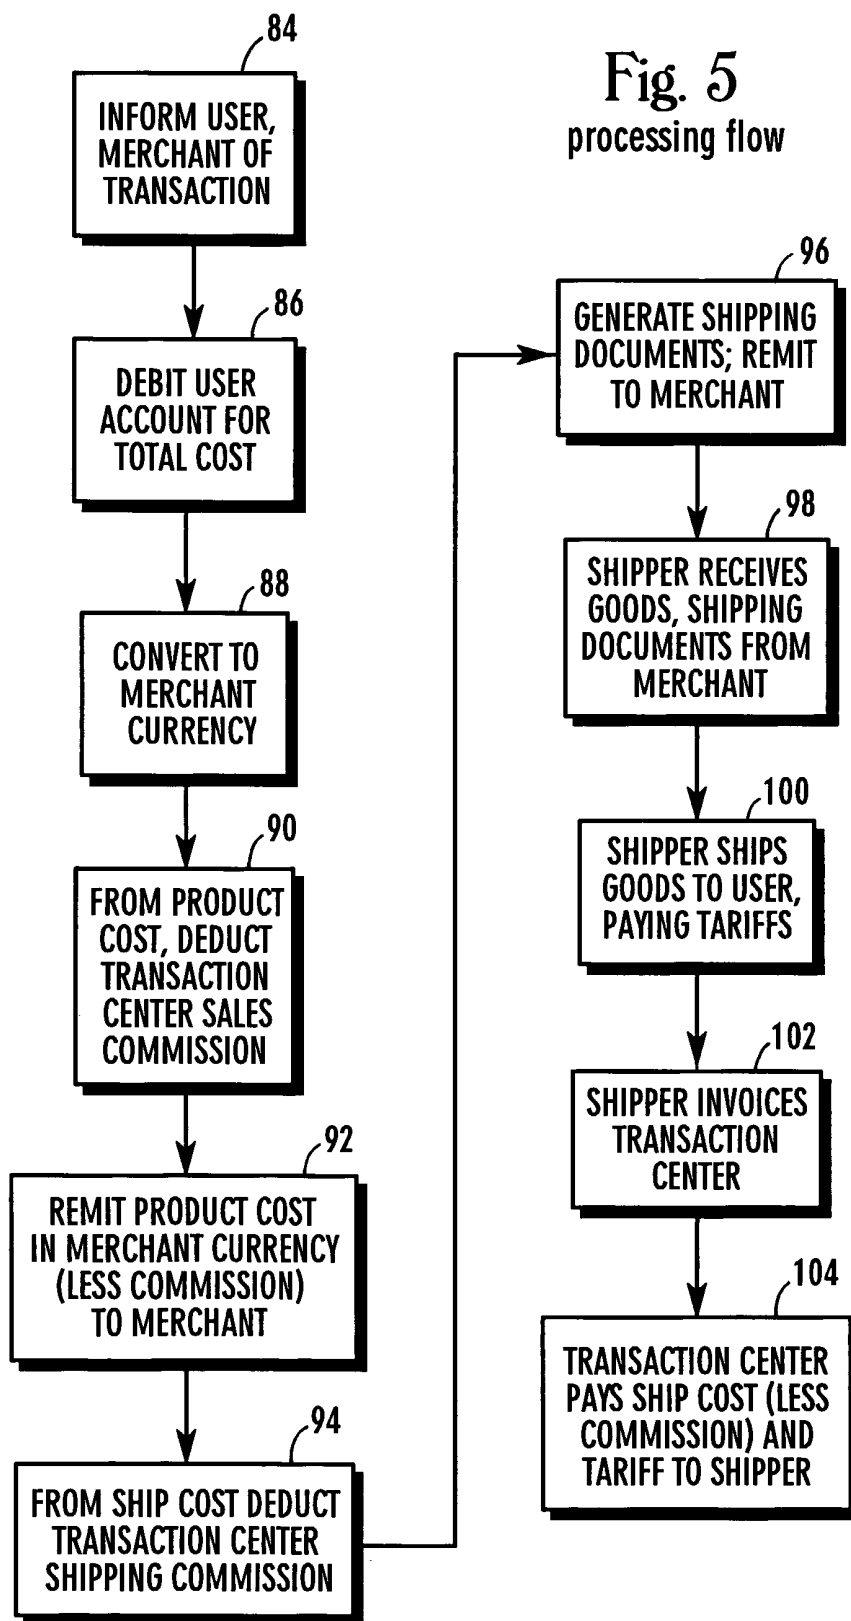 84
INFORM USER,
MERCHANT OF
TRANSACTION
86
DEBIT USER
ACCOUNT FOR
TOTAL COST
88
CONVERT TO
MERCHANT
CURRENCY
90
FROM PRODUCT
COST, DEDUCT
TRANSACTION
CENTER SALES
COMMISSION
92
REMIT PRODUCT COST
IN MERCHANT CURRENCY
(LESS COMMISSION)
TO MERCHANT
94
FROM SHIP COST DEDUCT
TRANSACTION CENTER
SHIPPING COMMISSION
Fig. 5
processing flow
96
GENERATE SHIPPING
DOCUMENTS; REMIT
TO MERCHANT
98
SHIPPER RECEIVES
GOODS, SHIPPING
DOCUMENTS FROM
MERCHANT
100
SHIPPER SHIPS
GOODS TO USER,
PAYING TARIFFS
102
SHIPPER INVOICES
TRANSACTION
CENTER
104
TRANSACTION CENTER
PAYS SHIP COST (LESS
COMMISSION) AND
TARIFF TO SHIPPER